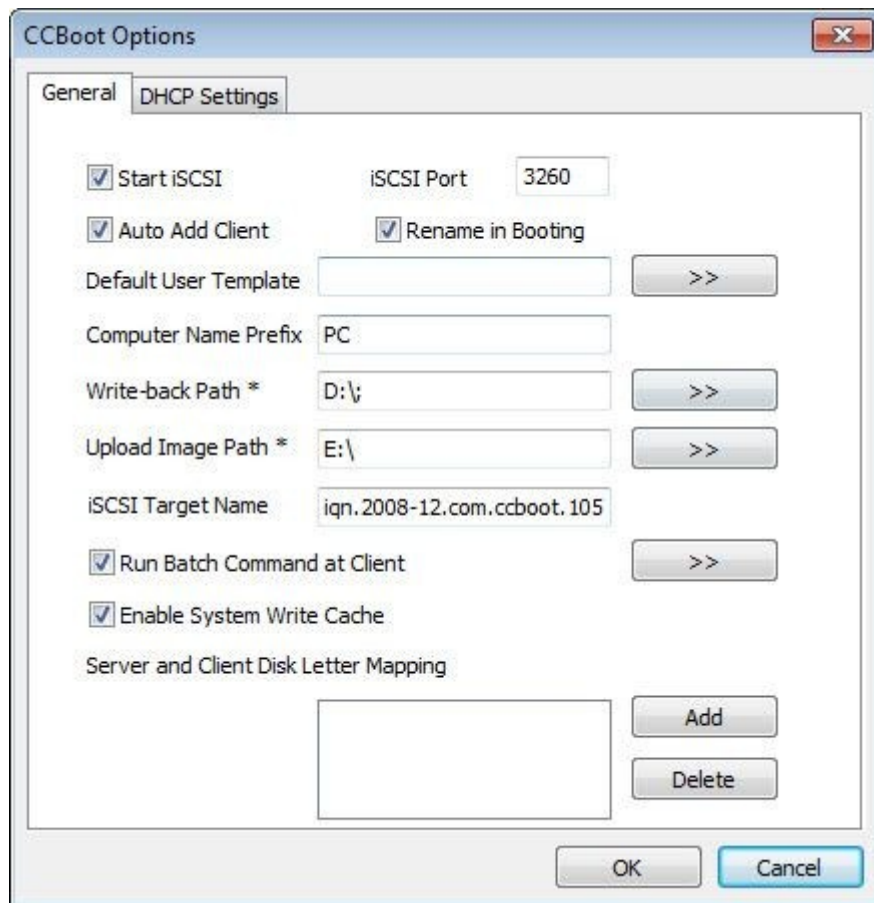 CCBoot Options
General DHCP Settings
Start iSCSI iSCSI Port 3260
Auto Add Client Rename in Booting
Default User Template >>
Computer Name Prefix PC
Write-back Path * D:\; >>
Upload Image Path * E:\ >>
iSCSI Target Name iqn.2008-12.com.ccboot.105
Run Batch Command at Client >>
Enable System Write Cache
Server and Client Disk Letter Mapping
Add
Delete
OK Cancel